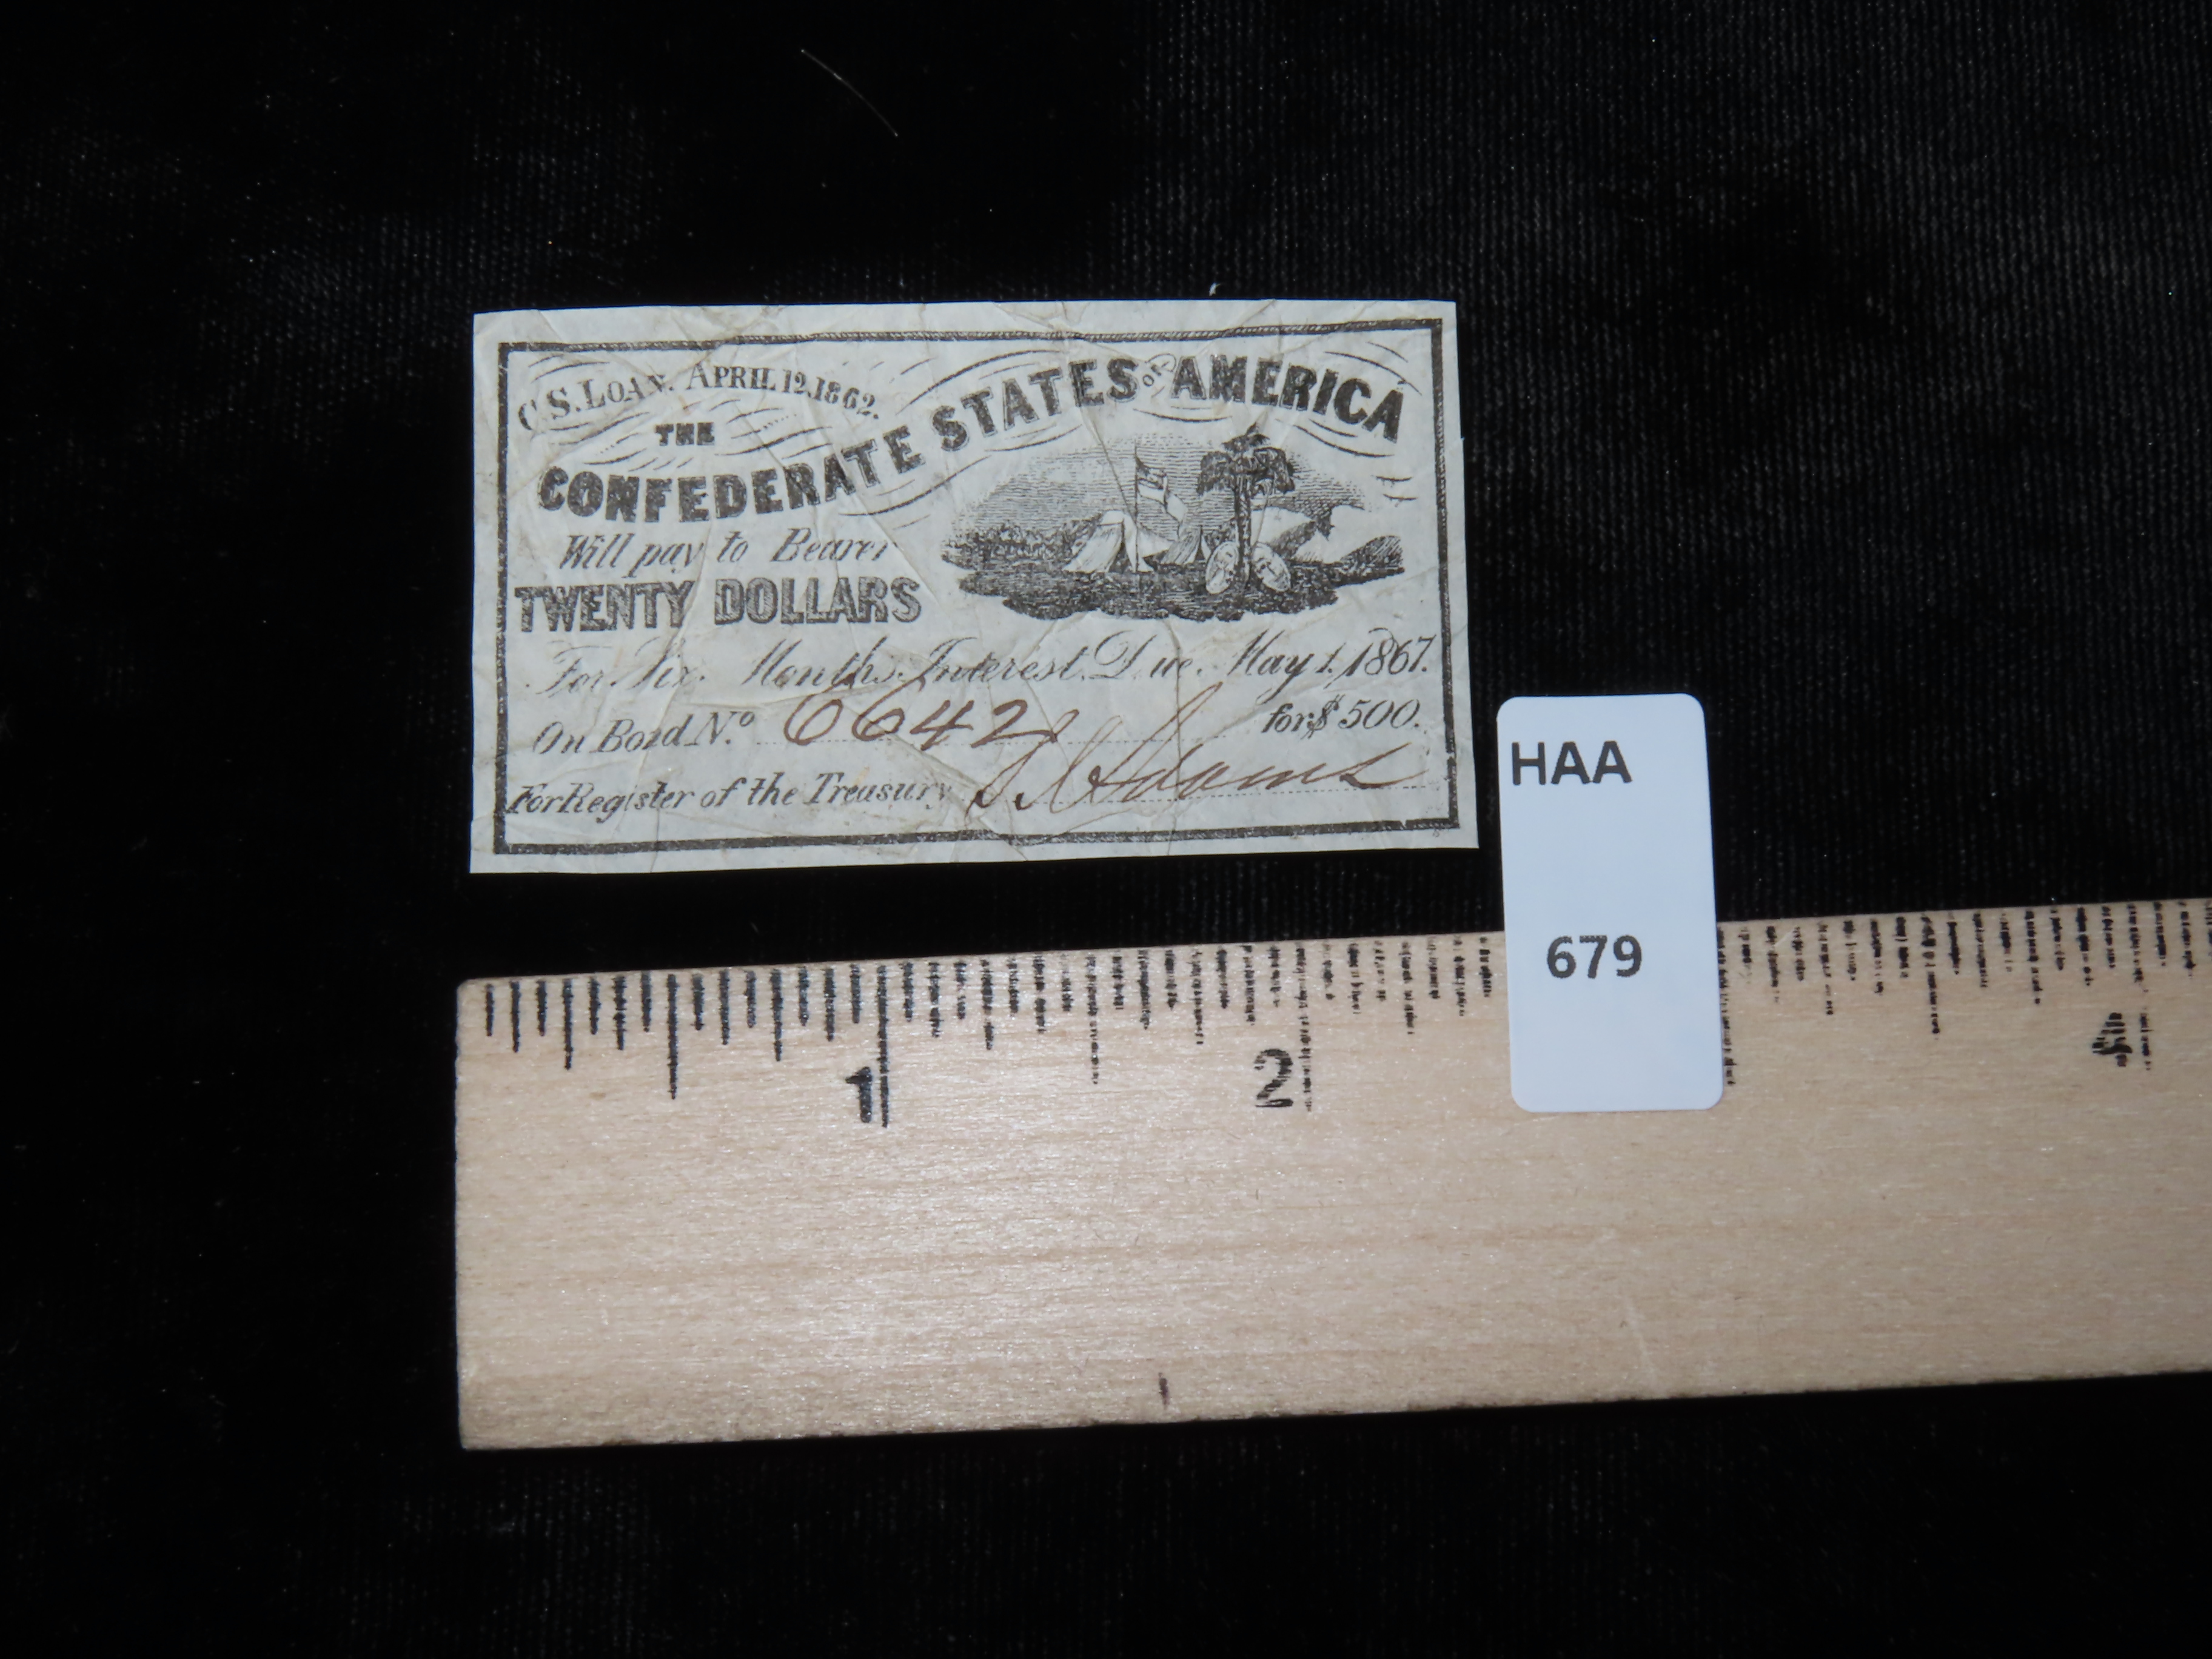 C.S. LOAN. APRIL 12, 1862.
THE
CONFEDERATE STATES OF AMERICA
Will pay to Bearer
TWENTY DOLLARS
For Six Months Interest Due May 1, 1867.
On Bond No. 6642 for $500.
For Register of the Treasury Adams
HAA
679
1 2 4